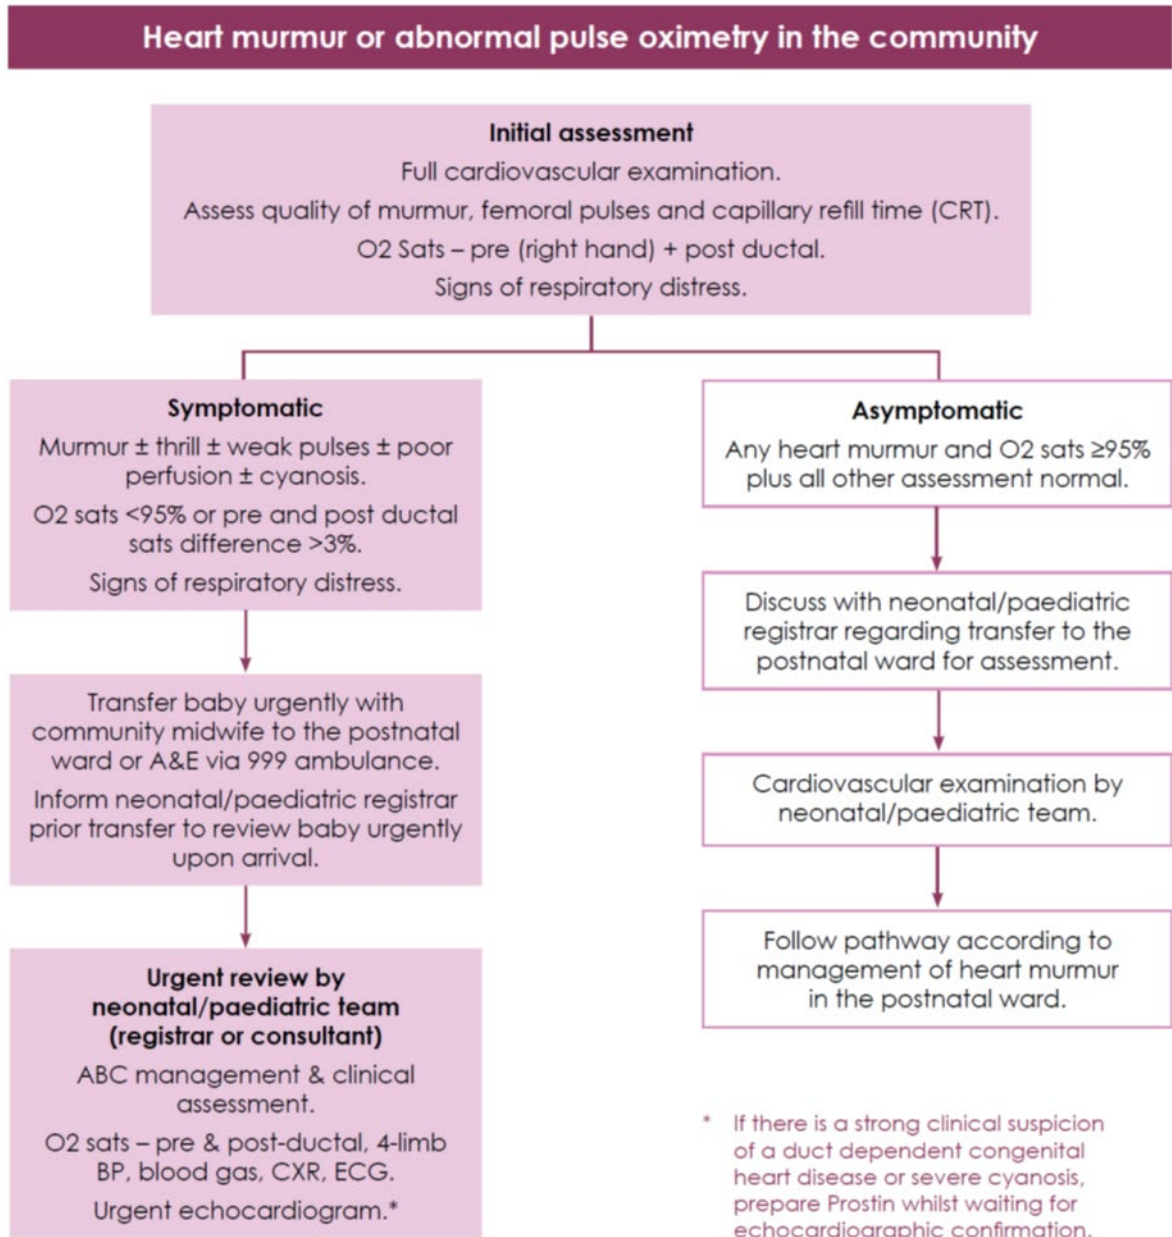 Heart murmur or abnormal pulse oximetry in the community
Initial assessment
Full cardiovascular examination.
Assess quality of murmur, femoral pulses and capillary refill time (CRT).
O2 Sats – pre (right hand) + post ductal.
Signs of respiratory distress.
Symptomatic
Murmur ± thrill ± weak pulses ± poor
perfusion ± cyanosis.
O2 sats <95% or pre and post ductal
sats difference >3%.
Signs of respiratory distress.
Transfer baby urgently with
community midwife to the postnatal
ward or A&E via 999 ambulance.
Inform neonatal/paediatric registrar
prior transfer to review baby urgently
upon arrival.
Urgent review by
neonatal/paediatric team
(registrar or consultant)
ABC management & clinical
assessment.
O2 sats – pre & post-ductal, 4-limb
BP, blood gas, CXR, ECG.
Urgent echocardiogram.*
Asymptomatic
Any heart murmur and O2 sats ≥95%
plus all other assessment normal.
Discuss with neonatal/paediatric
registrar regarding transfer to the
postnatal ward for assessment.
Cardiovascular examination by
neonatal/paediatric team.
Follow pathway according to
management of heart murmur
in the postnatal ward.
* If there is a strong clinical suspicion
of a duct dependent congenital
heart disease or severe cyanosis,
prepare Prostin whilst waiting for
echocardiographic confirmation.